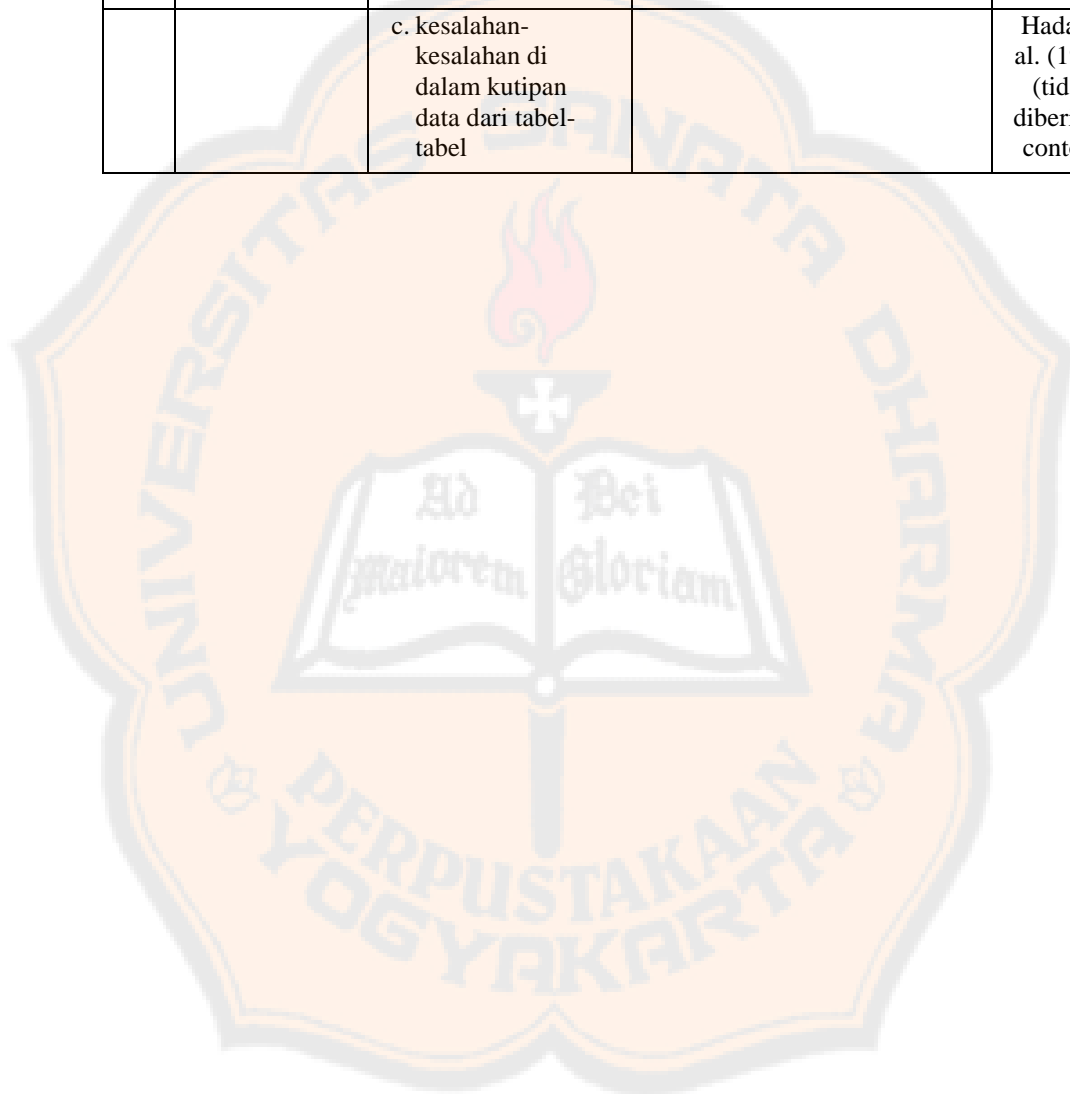 c. kesalahan-
kesalahan di
dalam kutipan
data dari tabel-
tabel
Hada
al. (1
(tid
diber
cont
UNIVERSITAS SANATA DHARMA
Ad Dei
Maiorem Gloriam
PERPUSTAKAAN
YOGYAKARTA